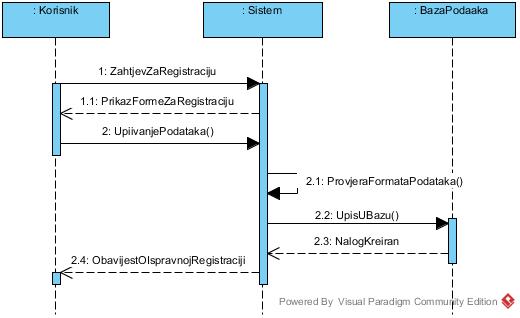 : Korisnik
: Sistem
: BazaPodaaka
1: ZahtjevZaRegistraciju
1.1: PrikazFormeZaRegistraciju
2: UpiivanjePodataka()
2.1: ProvjeraFormataPodataka()
2.2: UpisUBazu()
2.3: NalogKreiran
2.4: ObavijestOIspravnojRegistraciji
Powered By Visual Paradigm Community Edition